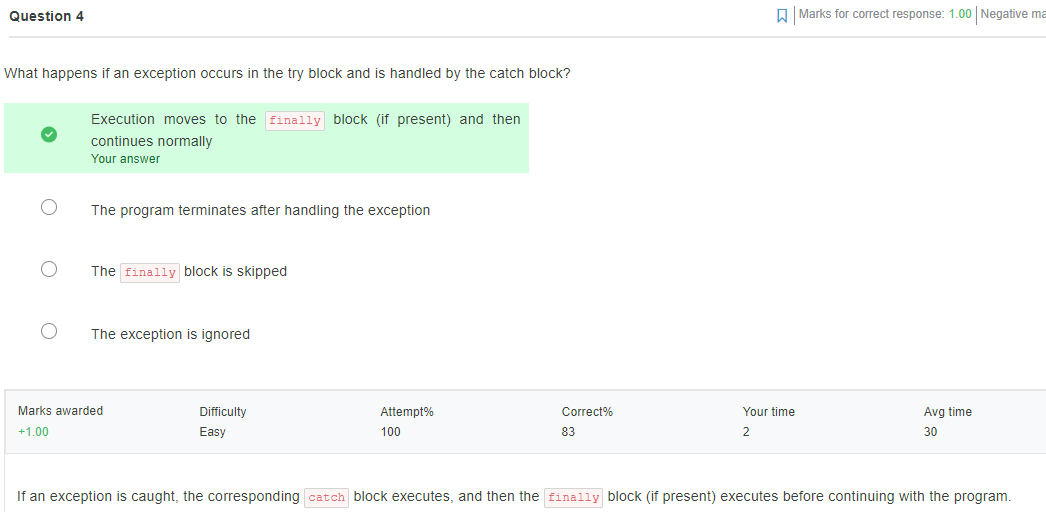 Question 4
Marks for correct response: 1.00 Negative ma
What happens if an exception occurs in the try block and is handled by the catch block?
Execution moves to the finally block (if present) and then
continues normally
Your answer
The program terminates after handling the exception
The finally block is skipped
The exception is ignored
Marks awarded Difficulty Attempt% Correct% Your time Avg time
+1.00 Easy 100 83 2 30
If an exception is caught, the corresponding catch block executes, and then the finally block (if present) executes before continuing with the program.